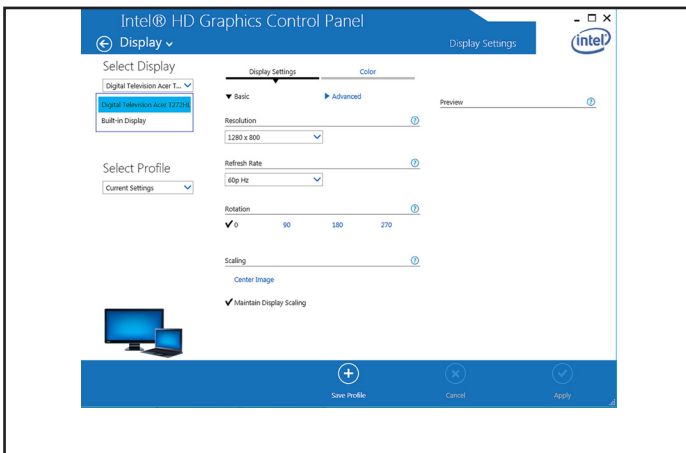 Intel® HD Graphics Control Panel
Display
Display Settings
intel
Select Display
Digital Television Acer T...
Digital Television Acer T272HL
Built-in Display
Select Profile
Current Settings
Display Settings
Color
Basic
Advanced
Resolution
?
1280 x 800
Refresh Rate
?
60p Hz
Rotation
?
0
90
180
270
Scaling
?
Center Image
Maintain Display Scaling
Preview
?
Save Profile
Cancel
Apply